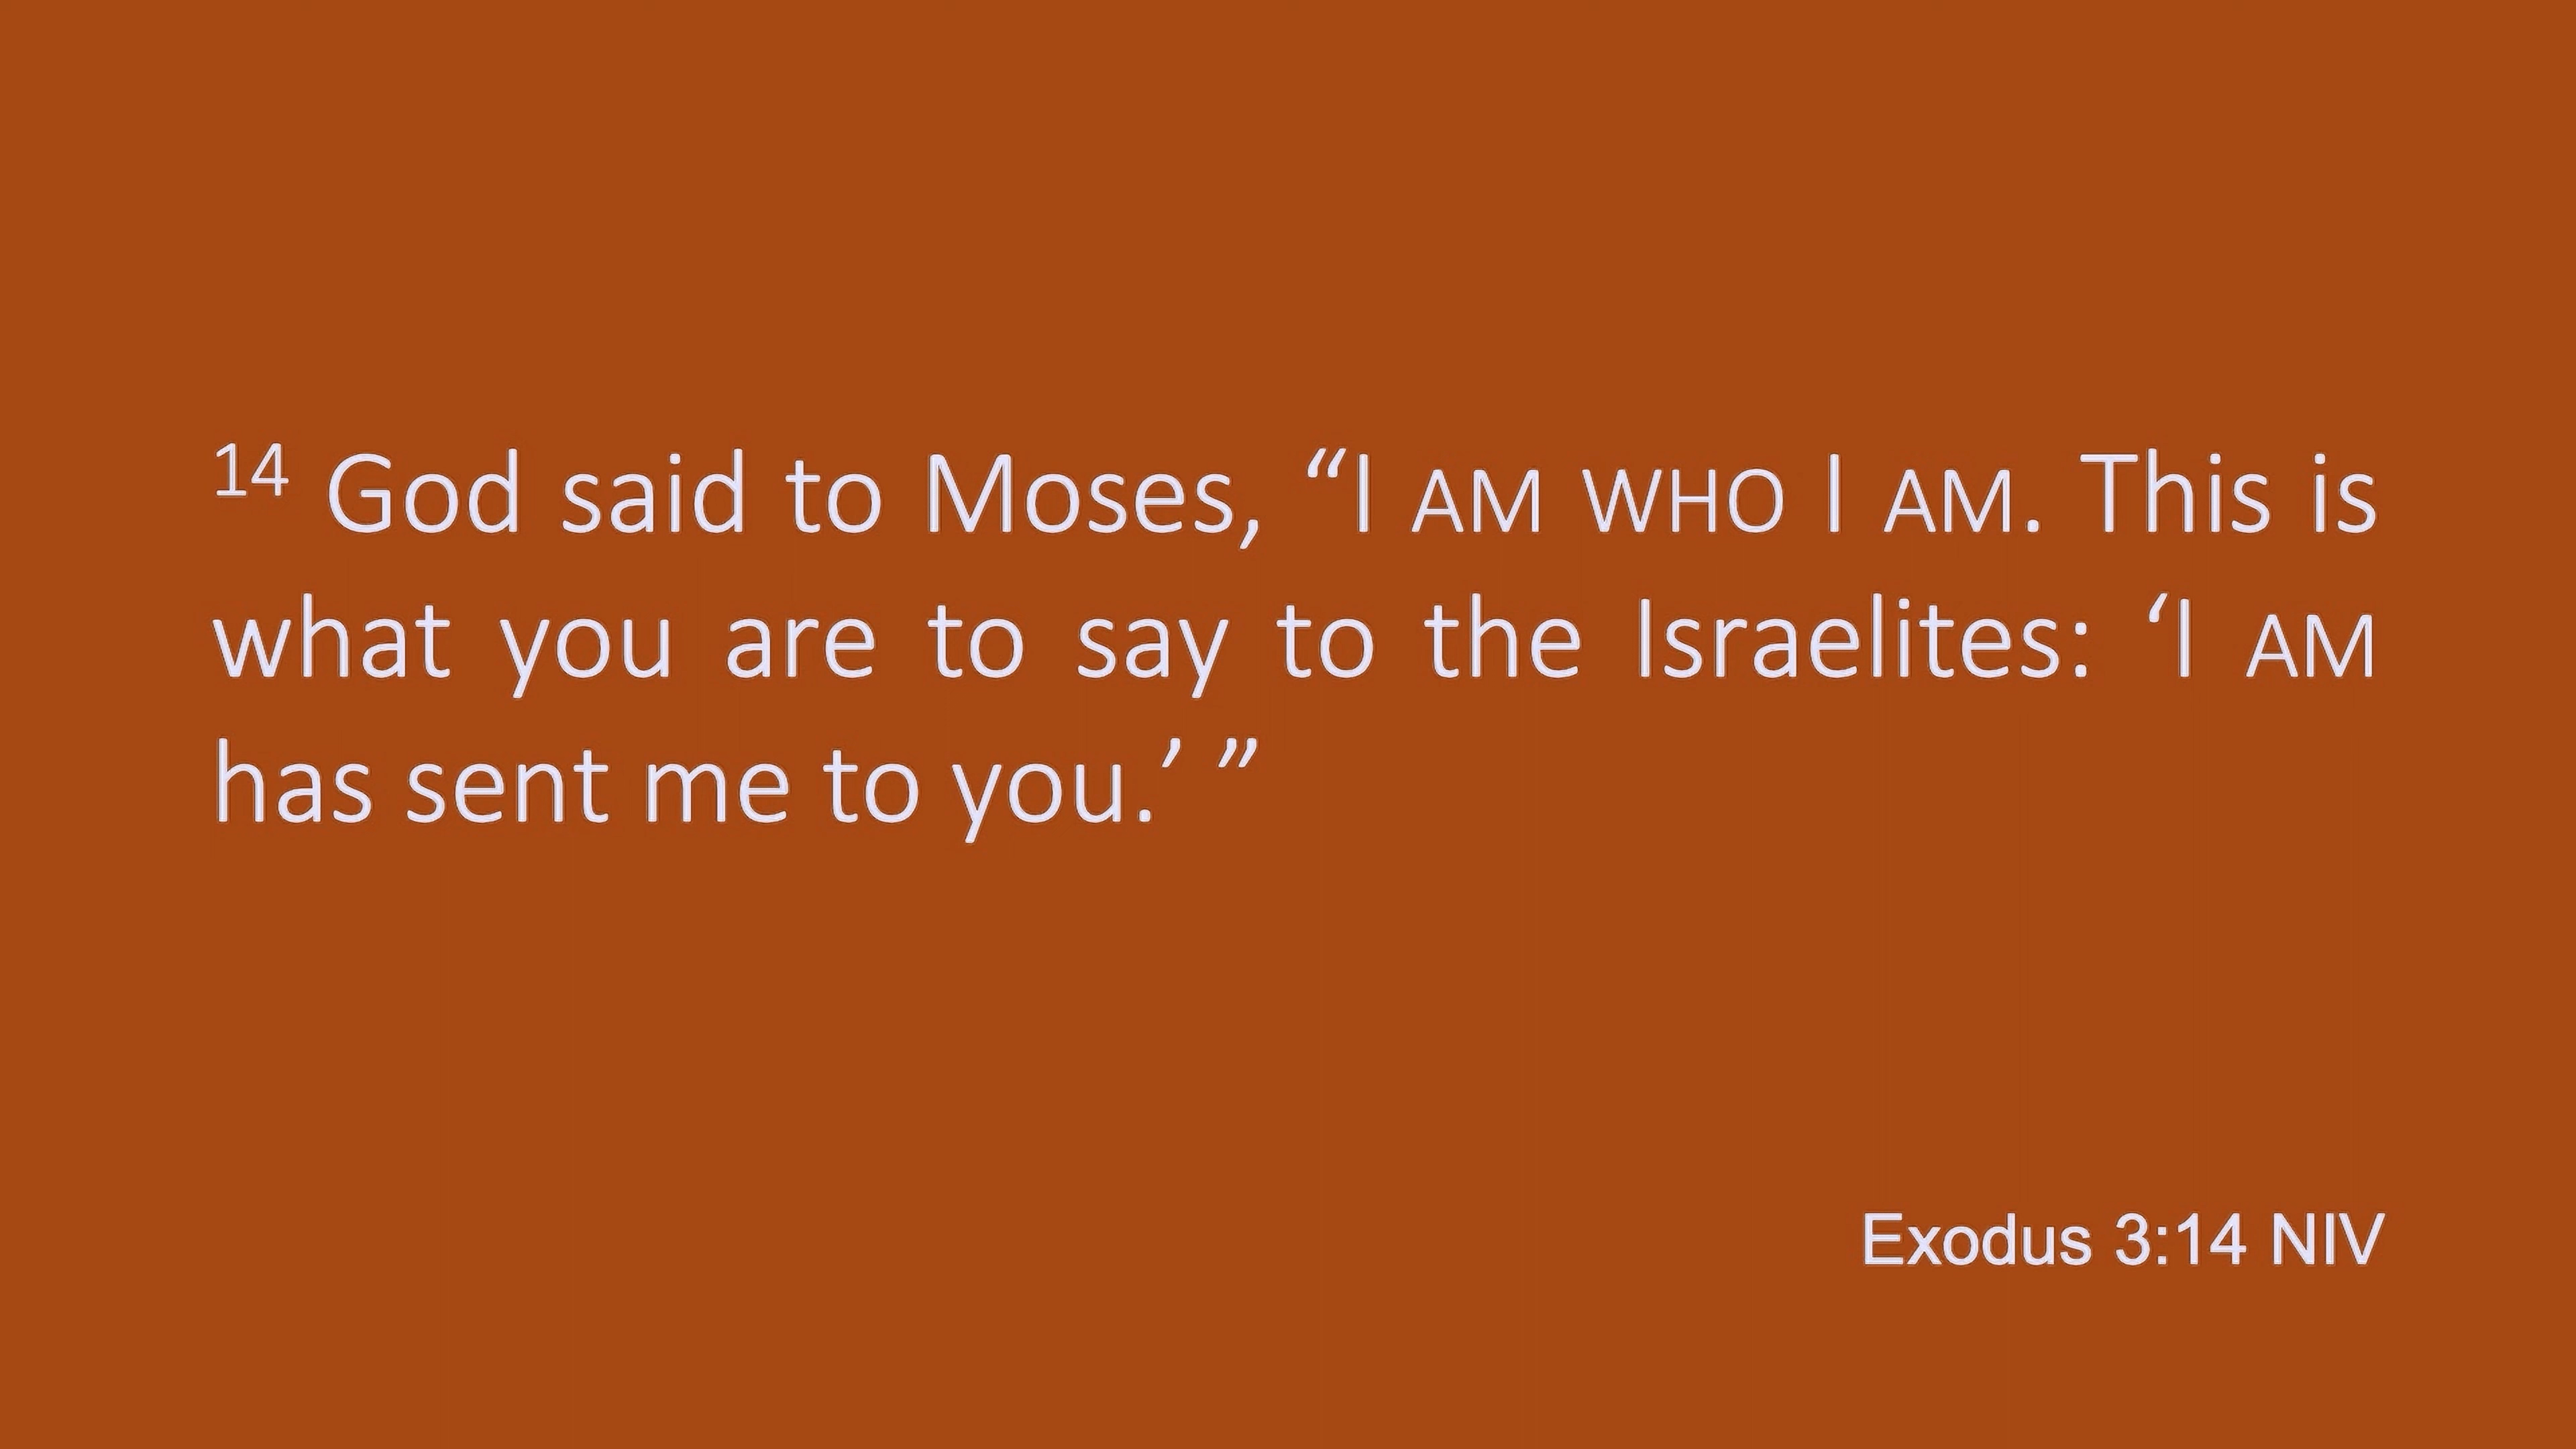 14 God said to Moses, “I AM WHO I AM. This is
what you are to say to the Israelites: ‘I AM
has sent me to you.’ ”
Exodus 3:14 NIV